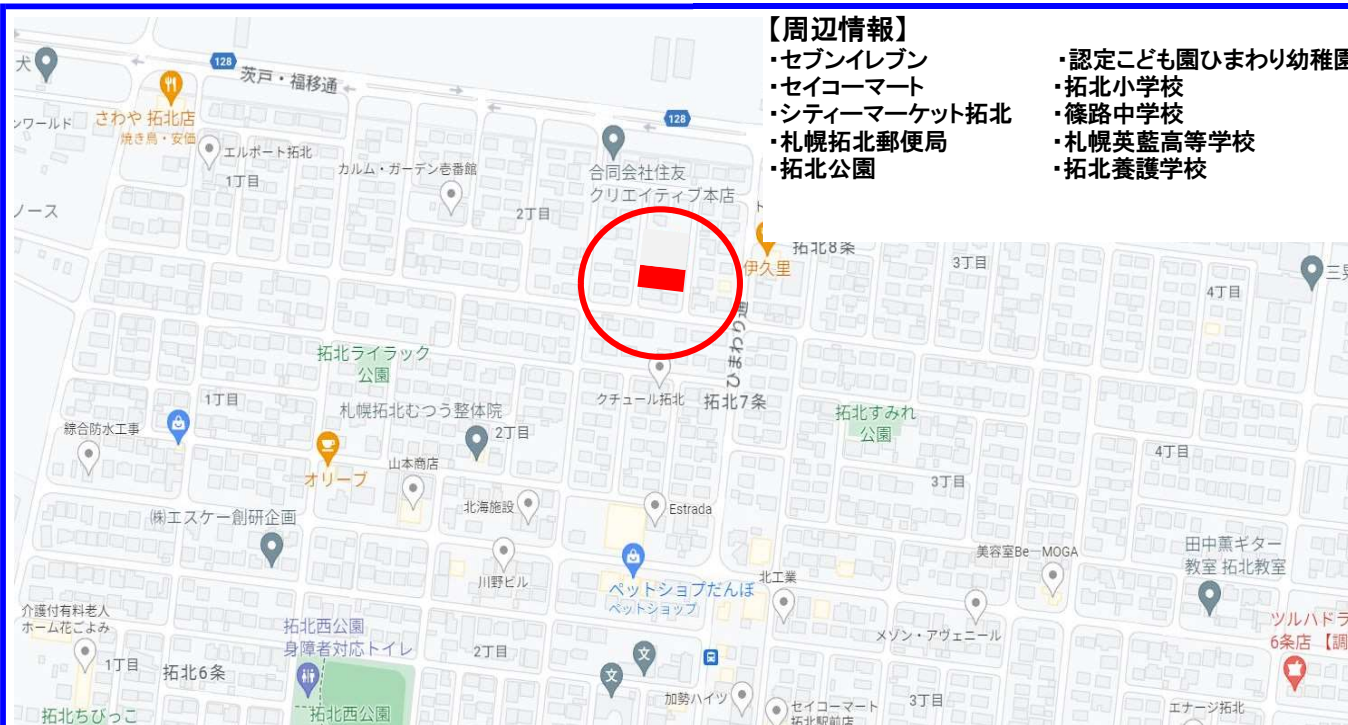 【周辺情報】
・セブンイレブン
・セイコーマート
・シティーマーケット拓北
・札幌拓北郵便局
・拓北公園
・認定こども園ひまわり幼稚園
・拓北小学校
・篠路中学校
・札幌英藍高等学校
・拓北養護学校
犬
128
茨戸・福移通
さわや 拓北店
焼き鳥・安価
ンワールド
エルポート拓北
1丁目
カルム・ガーデン壱番館
合同会社住友
クリエイティブ本店
128
ノース
2丁目
ト
伊久里
拓北8条
3丁目
4丁目
三晃
ひまわり通
拓北ライラック
公園
クチュール拓北
拓北7条
1丁目
札幌拓北むつう整体院
2丁目
拓北すみれ
公園
綜合防水工事
オリーブ
山本商店
4丁目
3丁目
北海施設
Estrada
㈱エスケー創研企画
川野ビル
ペットショップだんぼ
ペットショップ
北工業
美容室Be－MOGA
田中薫ギター
教室 拓北教室
介護付有料老人
ホーム花ごよみ
拓北西公園
身障者対応トイレ
メゾン・アヴェニール
ツルハドラ
6条店 【調
1丁目
拓北6条
2丁目
文
文
加勢ハイツ
3丁目
セイコーマート
拓北駅前店
エナージ拓北
拓北ちびっこ
拓北西公園